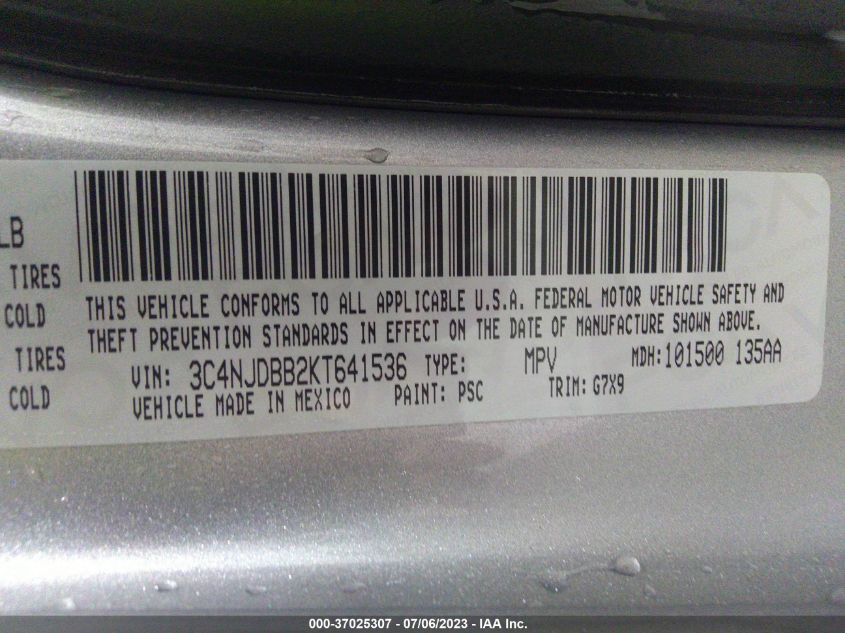 LB
TIRES
COLD
TIRES
COLD
THIS VEHICLE CONFORMS TO ALL APPLICABLE U.S.A. FEDERAL MOTOR VEHICLE SAFETY AND
THEFT PREVENTION STANDARDS IN EFFECT ON THE DATE OF MANUFACTURE SHOWN ABOVE.
VIN: 3C4NJDBB2KT641536 TYPE: MPV MDH:101500 135AA
VEHICLE MADE IN MEXICO PAINT: PSC TRIM: G7X9
000-37025307 - 07/06/2023 - IAA Inc.